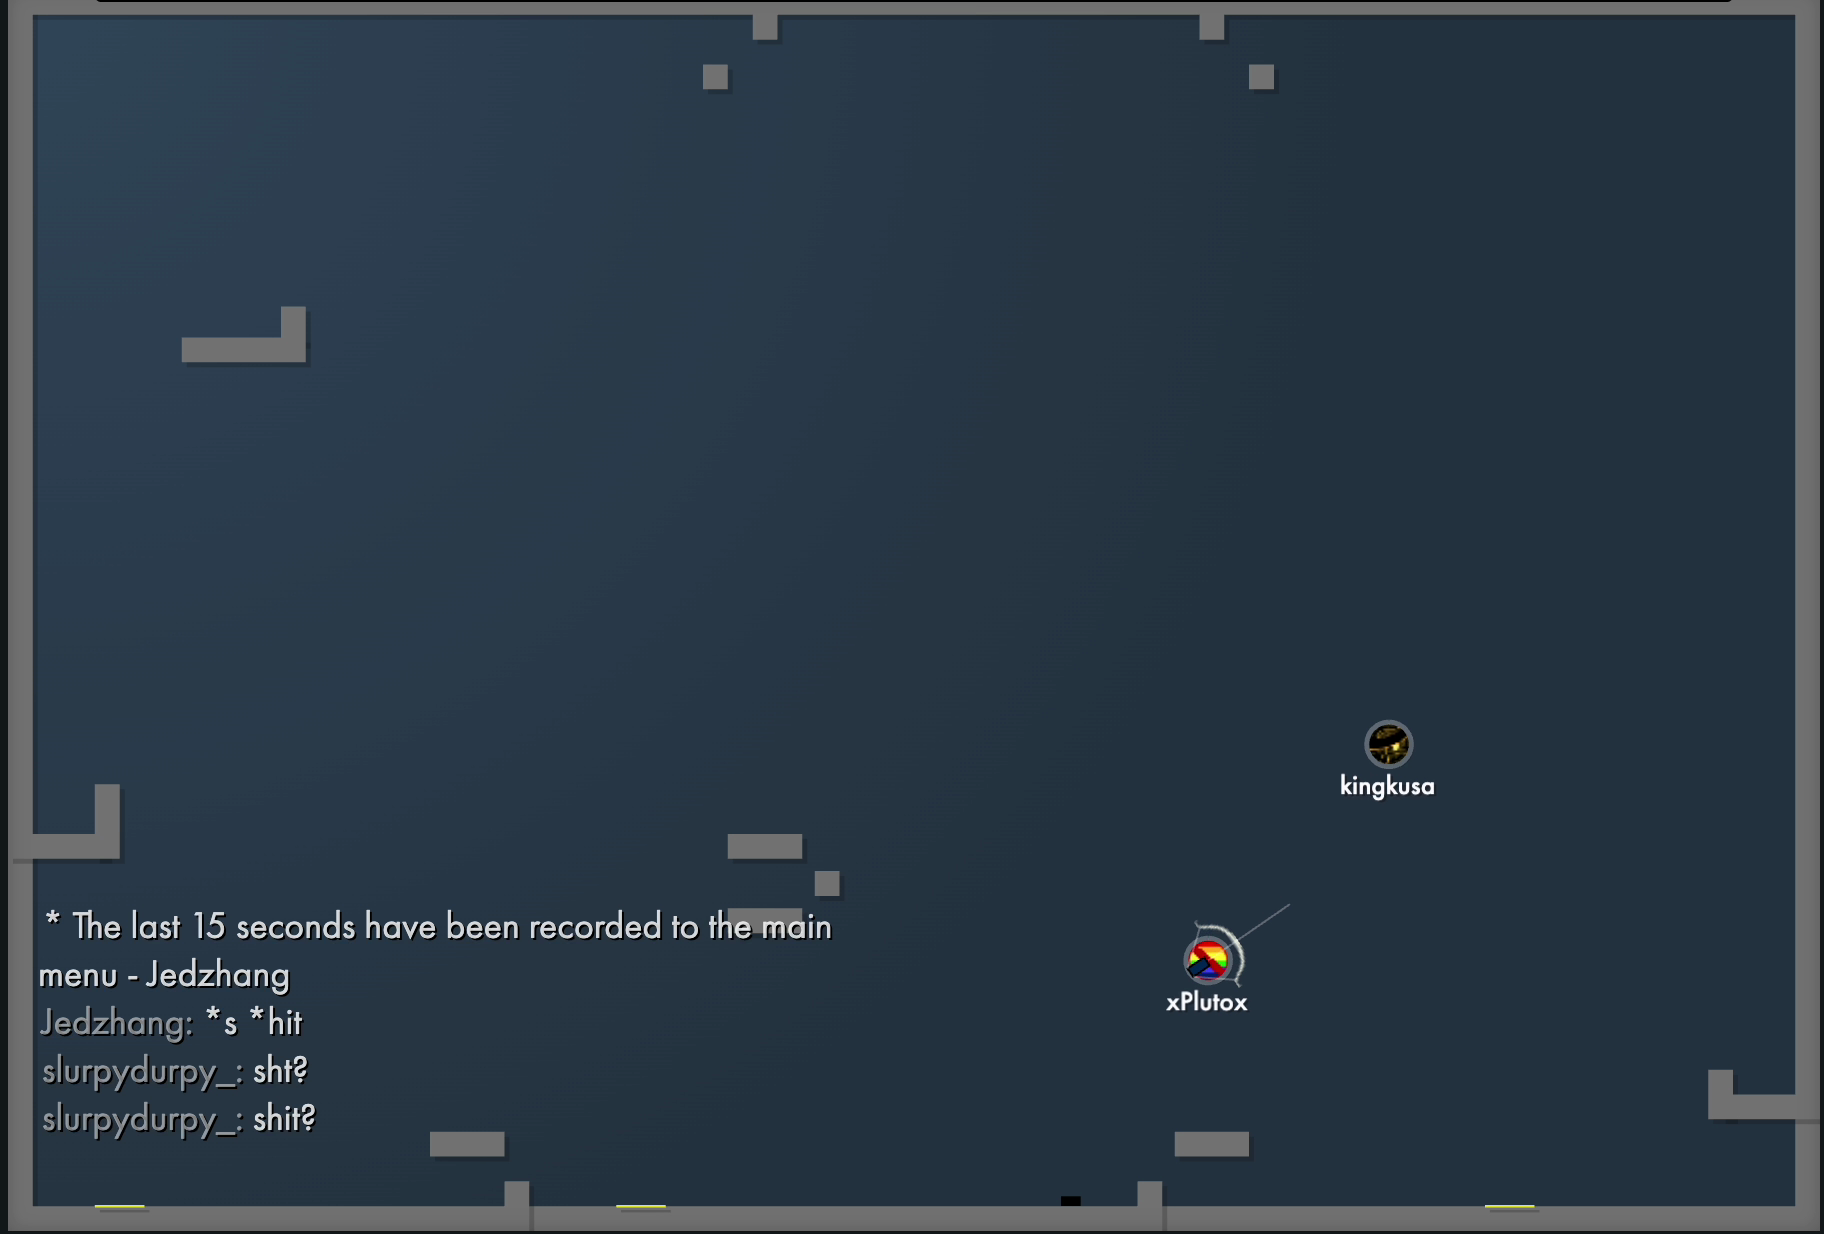 kingkusa
* The last 15 seconds have been recorded to the main
menu - Jedzhang
xPlutox
Jedzhang: *s *hit
slurpydurpy_: sht?
slurpydurpy_: shit?